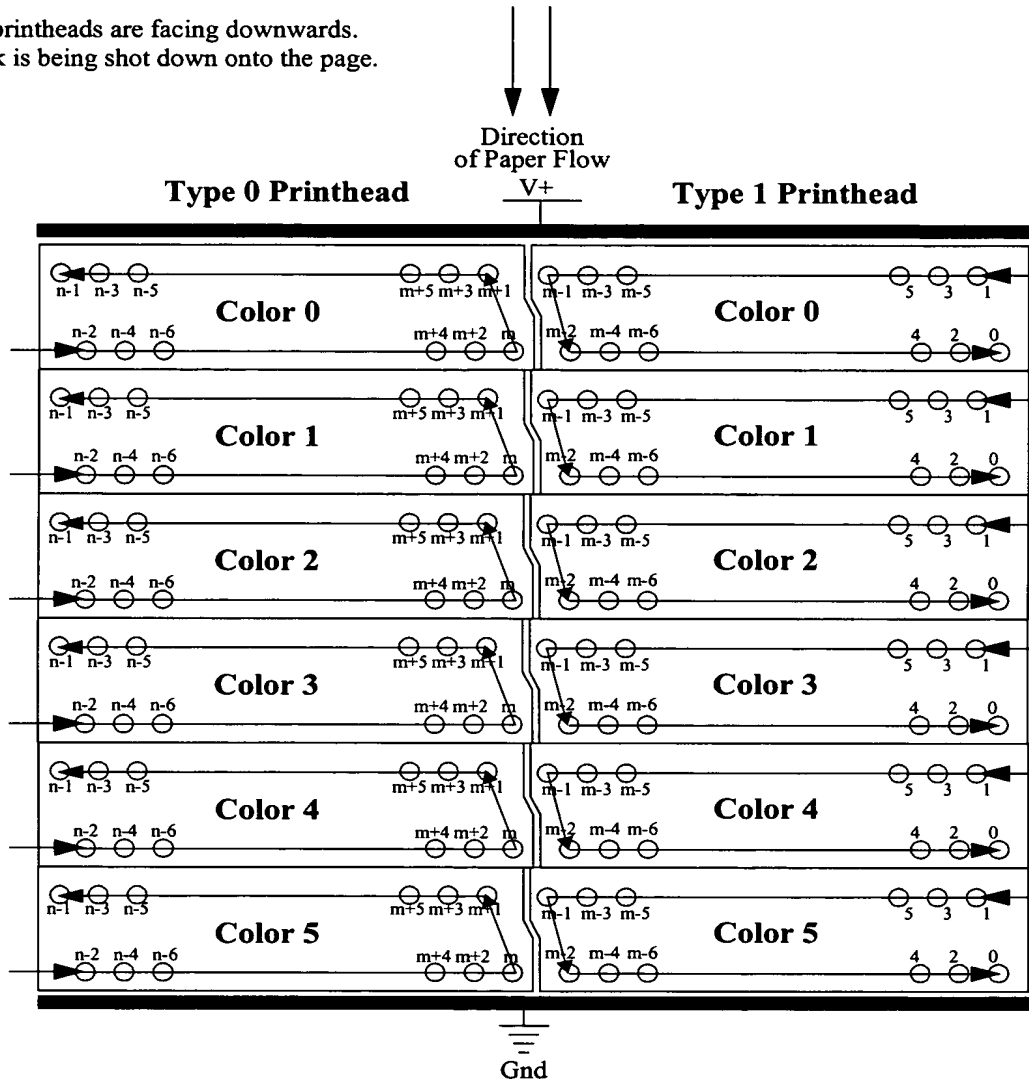 printheads are facing downwards.
k is being shot down onto the page.
Direction
of Paper Flow
Type 0 Printhead V+ Type 1 Printhead
n-1 n-3 n-5 m+5 m+3 m+1 m-1 m-3 m-5 5 3 1
Color 0 Color 0
n-2 n-4 n-6 m+4 m+2 m m-2 m-4 m-6 4 2 0
n-1 n-3 n-5 m+5 m+3 m+1 m-1 m-3 m-5 5 3 1
Color 1 Color 1
n-2 n-4 n-6 m+4 m+2 m m-2 m-4 m-6 4 2 0
n-1 n-3 n-5 m+5 m+3 m+1 m-1 m-3 m-5 5 3 1
Color 2 Color 2
n-2 n-4 n-6 m+4 m+2 m m-2 m-4 m-6 4 2 0
n-1 n-3 n-5 m+5 m+3 m+1 m-1 m-3 m-5 5 3 1
Color 3 Color 3
n-2 n-4 n-6 m+4 m+2 m m-2 m-4 m-6 4 2 0
n-1 n-3 n-5 m+5 m+3 m+1 m-1 m-3 m-5 5 3 1
Color 4 Color 4
n-2 n-4 n-6 m+4 m+2 m m-2 m-4 m-6 4 2 0
n-1 n-3 n-5 m+5 m+3 m+1 m-1 m-3 m-5 5 3 1
Color 5 Color 5
n-2 n-4 n-6 m+4 m+2 m m-2 m-4 m-6 4 2 0
Gnd